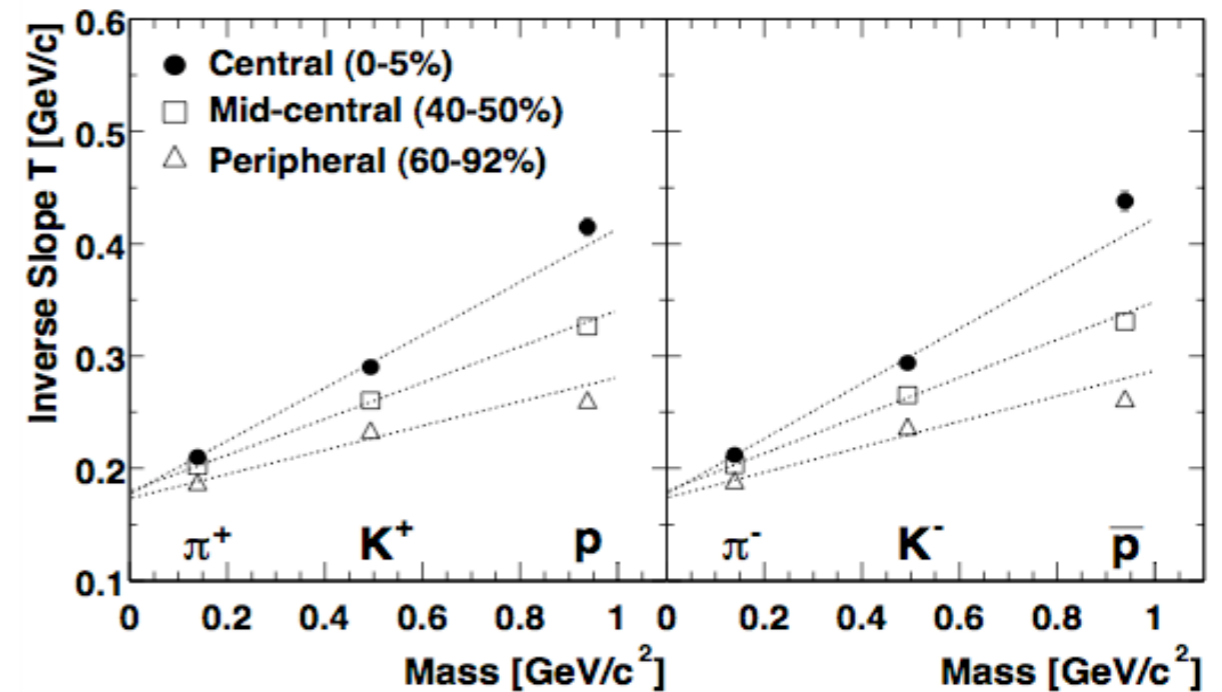 Inverse Slope T [GeV/c]
0.6
0.5
0.4
0.3
0.2
0.1
Central (0-5%)
Mid-central (40-50%)
Peripheral (60-92%)
π⁺ K⁺ p π⁻ K⁻ p̅
0 0.2 0.4 0.6 0.8 1 0 0.2 0.4 0.6 0.8 1
Mass [GeV/c²] Mass [GeV/c²]